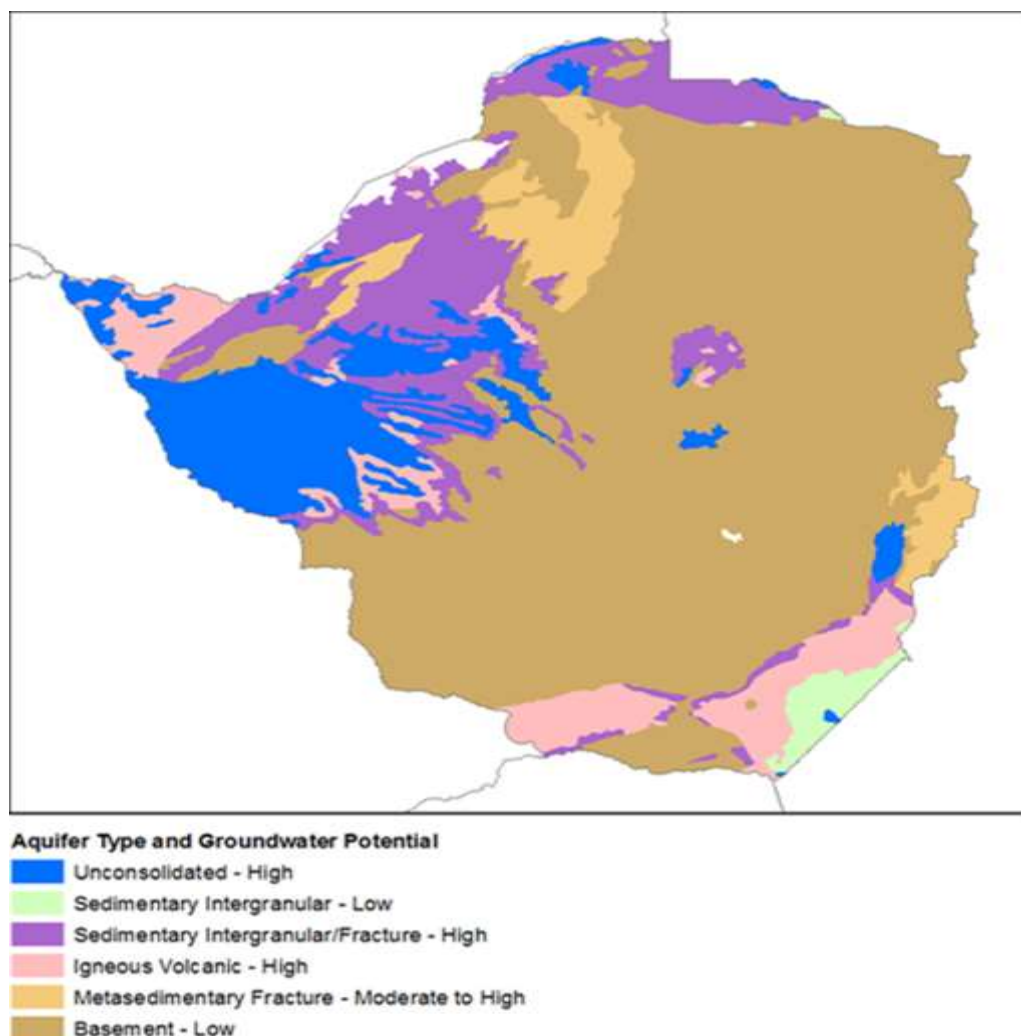 Aquifer Type and Groundwater Potential
Unconsolidated - High
Sedimentary Intergranular - Low
Sedimentary Intergranular/Fracture - High
Igneous Volcanic - High
Metasedimentary Fracture - Moderate to High
Basement - Low